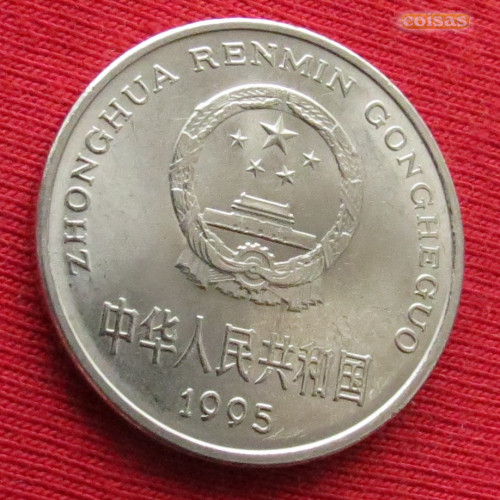 coisas
ZHONGHUA RENMIN GONGHEGUO
中华人民共和国
1995